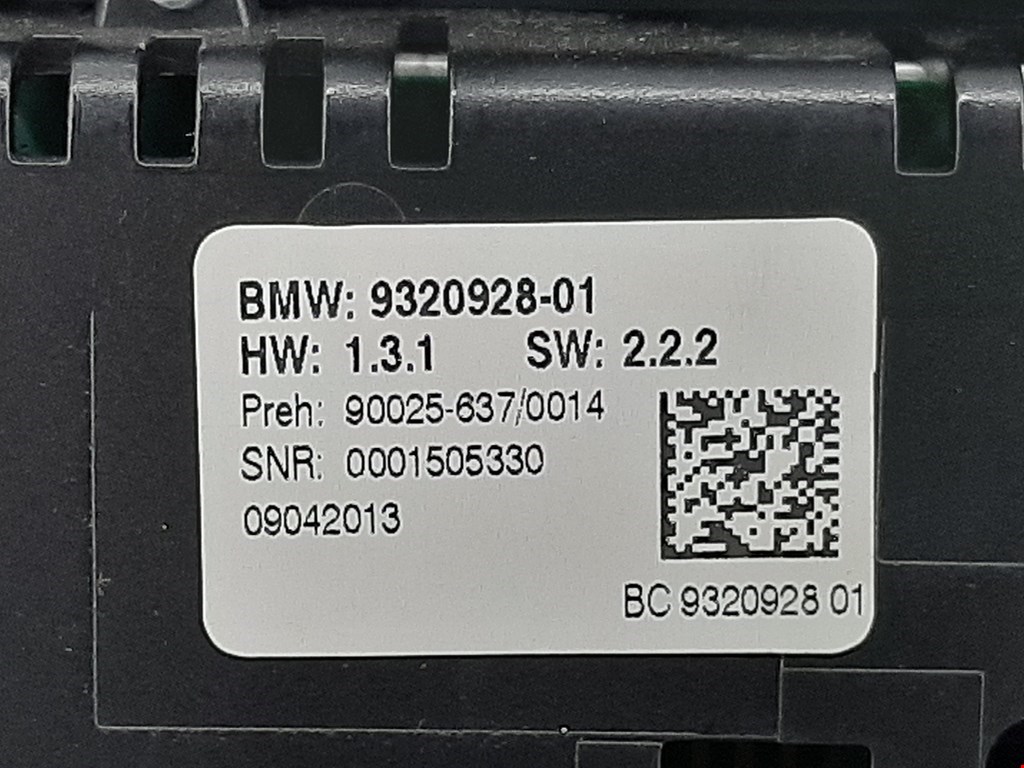 BMW: 9320928-01
HW: 1.3.1 SW: 2.2.2
Preh: 90025-637/0014
SNR: 0001505330
09042013
BC 9320928 01